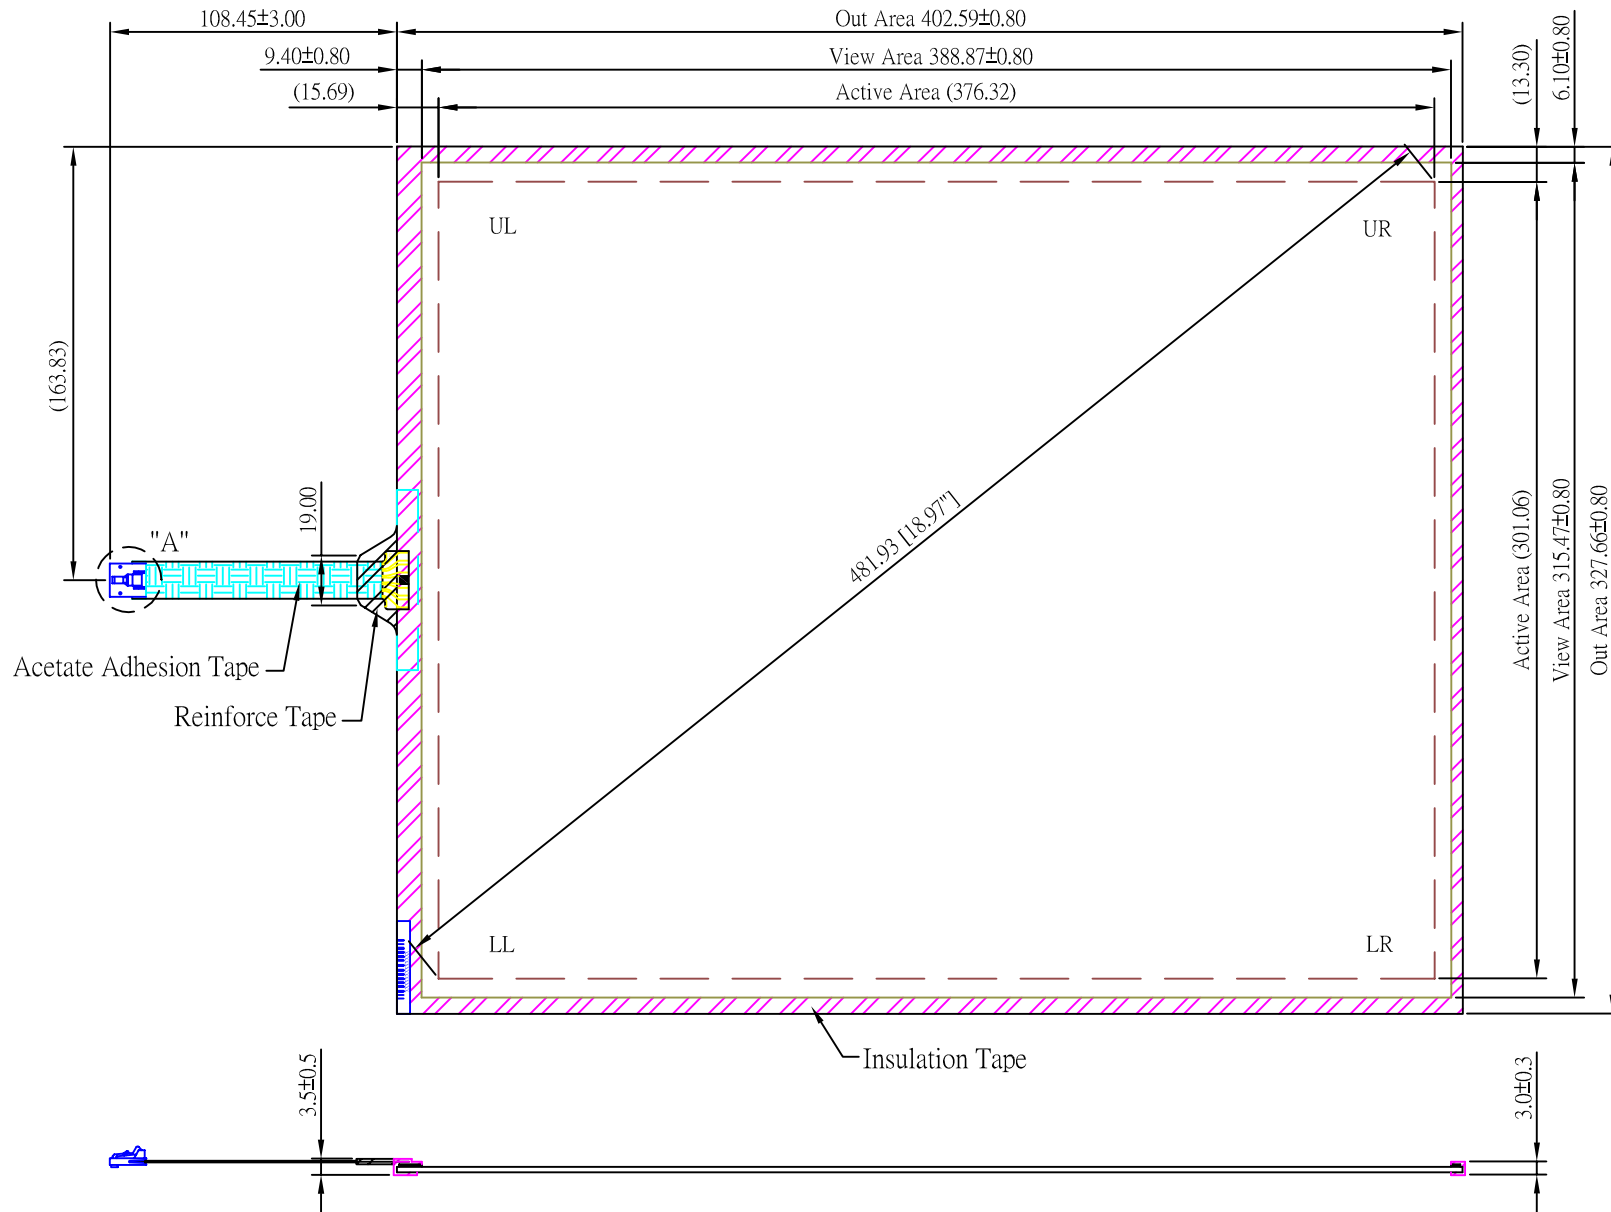 108.45±3.00
Out Area 402.59±0.80
9.40±0.80
View Area 388.87±0.80
(15.69)
Active Area (376.32)
(13.30)
6.10±0.80
UL
UR
(163.83)
481.93 [18.97"]
19.00
"A"
Active Area (301.06)
View Area 315.47±0.80
Out Area 327.66±0.80
Acetate Adhesion Tape
Reinforce Tape
LL
LR
Insulation Tape
3.5±0.5
3.0±0.3